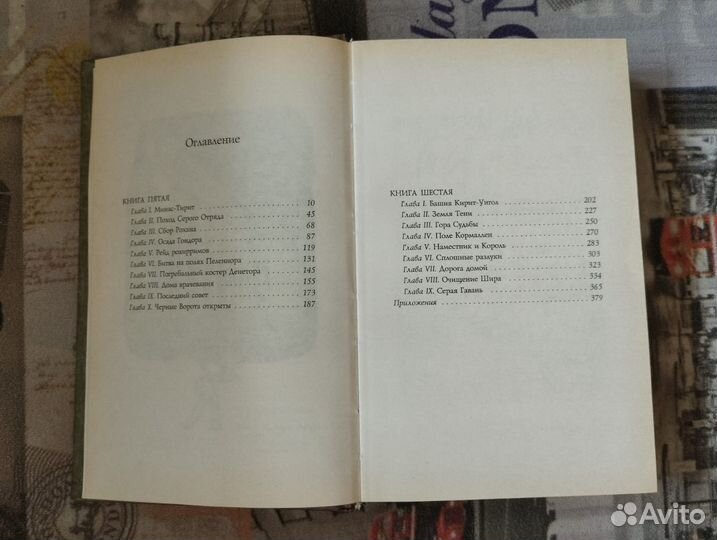 Оглавление
КНИГА ПЯТАЯ
Глава I. Минас-Тирит 10
Глава II. Поход Серого Отряда 45
Глава III. Сбор Рохана 68
Глава IV. Осада Гондора 87
Глава V. Рейд рохирримов 119
Глава VI. Битва на полях Пеленнора 131
Глава VII. Погребальный костер Денетора 145
Глава VIII. Дома врачевания 155
Глава IX. Последний совет 173
Глава X. Черные Ворота открыты 187
КНИГА ШЕСТАЯ
Глава I. Башня Кирит-Унгол 202
Глава II. Земля Тени 227
Глава III. Гора Судьбы 250
Глава IV. Поле Кормаллен 270
Глава V. Наместник и Король 283
Глава VI. Сплошные разлуки 303
Глава VII. Дорога домой 323
Глава VIII. Очищение Шира 334
Глава IX. Серая Гавань 365
Приложения 379
Avito